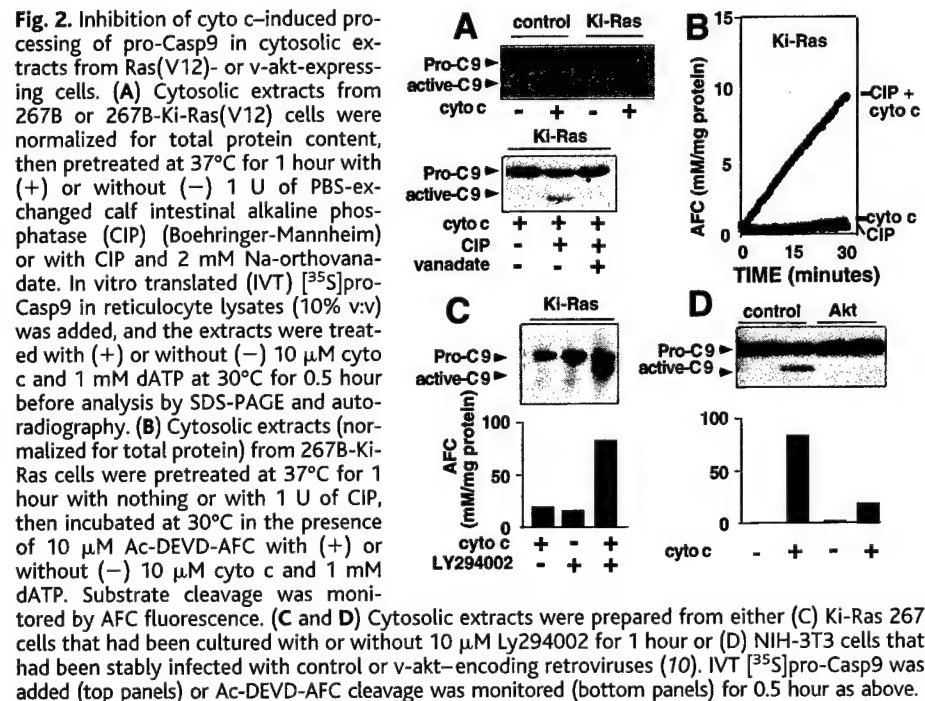 Fig. 2. Inhibition of cyto c–induced pro-
cessing of pro-Casp9 in cytosolic ex-
tracts from Ras(V12)- or v-akt-express-
ing cells. (A) Cytosolic extracts from
267B or 267B-Ki-Ras(V12) cells were
normalized for total protein content,
then pretreated at 37°C for 1 hour with
(+) or without (−) 1 U of PBS-ex-
changed calf intestinal alkaline phos-
phatase (CIP) (Boehringer-Mannheim)
or with CIP and 2 mM Na-orthovana-
date. In vitro translated (IVT) [³⁵S]pro-
Casp9 in reticulocyte lysates (10% v:v)
was added, and the extracts were treat-
ed with (+) or without (−) 10 μM cyto
c and 1 mM dATP at 30°C for 0.5 hour
before analysis by SDS-PAGE and auto-
radiography. (B) Cytosolic extracts (nor-
malized for total protein) from 267B-Ki-
Ras cells were pretreated at 37°C for 1
hour with nothing or with 1 U of CIP,
then incubated at 30°C in the presence
of 10 μM Ac-DEVD-AFC with (+) or
without (−) 10 μM cyto c and 1 mM
dATP. Substrate cleavage was moni-
tored by AFC fluorescence. (C and D) Cytosolic extracts were prepared from either (C) Ki-Ras 267
cells that had been cultured with or without 10 μM Ly294002 for 1 hour or (D) NIH-3T3 cells that
had been stably infected with control or v-akt–encoding retroviruses (10). IVT [³⁵S]pro-Casp9 was
added (top panels) or Ac-DEVD-AFC cleavage was monitored (bottom panels) for 0.5 hour as above.
A
control Ki-Ras
Pro-C9
active-C9
cyto c - + - +
Ki-Ras
Pro-C9
active-C9
cyto c + + +
CIP - + +
vanadate - - +
B
Ki-Ras
AFC (mM/mg protein)
15
10
5
0
CIP +
cyto c
cyto c
CIP
0 15 30
TIME (minutes)
C
Ki-Ras
Pro-C9
active-C9
AFC
(mM/mg protein)
100
50
0
cyto c + - +
LY294002 - + +
D
control Akt
Pro-C9
active-C9
100
50
0
cyto c - + - +